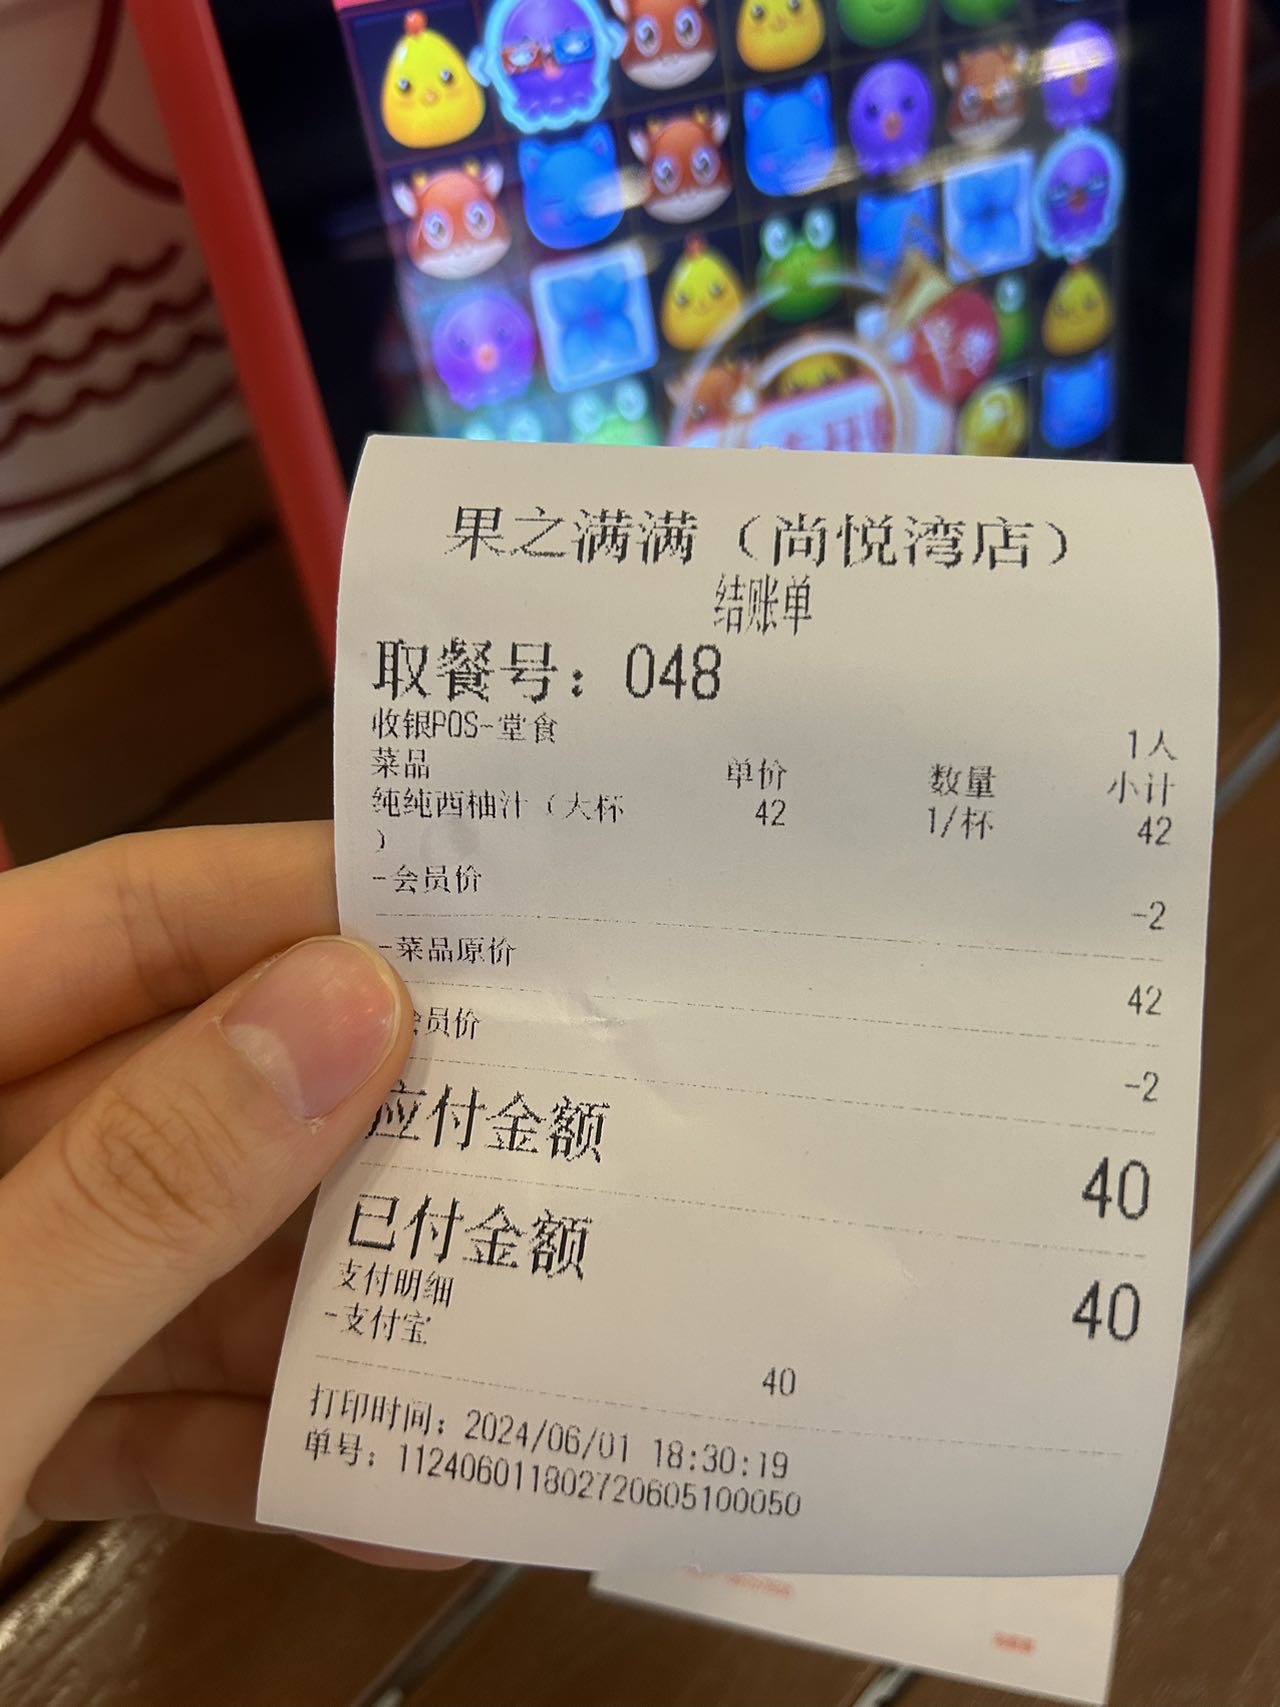 果之满满（尚悦湾店）
结账单
取餐号：048
收银POS-堂食 1人
菜品 单价 数量 小计
纯纯西柚汁（大杯 42 1/杯 42
）
-会员价 -2
-菜品原价 42
会员价 -2
应付金额 40
已付金额 40
支付明细
-支付宝 40
打印时间：2024/06/01 18:30:19
单号：11240601180272060510​0050